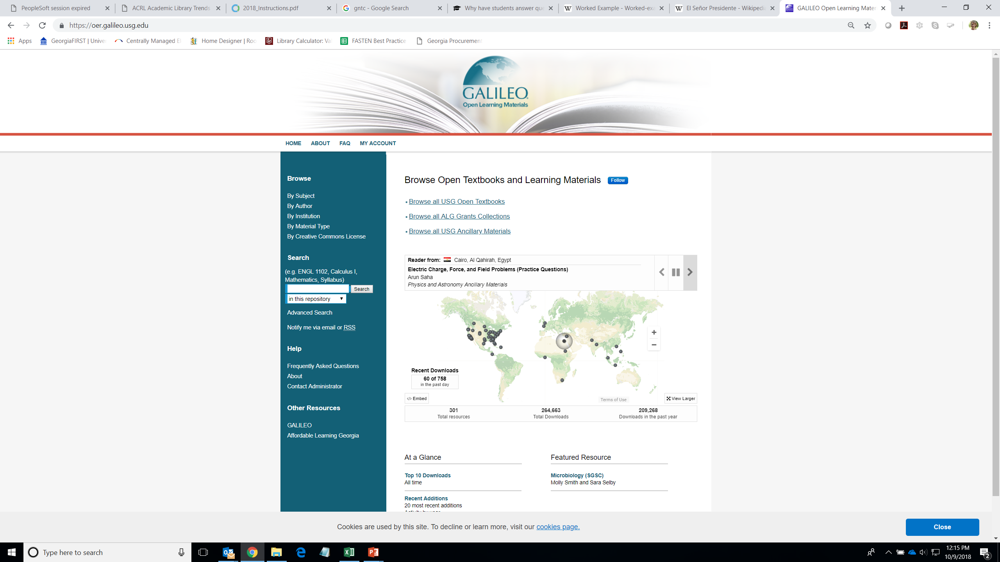 PeopleSoft session expired
ACRL Academic Library Trends
2018_Instructions.pdf
gntc - Google Search
Why have students answer que
Worked Example - Worked-exa
El Señor Presidente - Wikipedi
GALILEO Open Learning Mater
https://oer.galileo.usg.edu
Apps
GeorgiaFIRST | Univer
Centrally Managed El
Home Designer | Roo
Library Calculator: Va
FASTEN Best Practice
Georgia Procurement
GALILEO
Open Learning Materials
HOME ABOUT FAQ MY ACCOUNT
Browse
By Subject
By Author
By Institution
By Material Type
By Creative Commons License
Search
(e.g. ENGL 1102, Calculus I,
Mathematics, Syllabus)
Search
in this repository
Advanced Search
Notify me via email or RSS
Help
Frequently Asked Questions
About
Contact Administrator
Other Resources
GALILEO
Affordable Learning Georgia
Browse Open Textbooks and Learning Materials Follow
• Browse all USG Open Textbooks
• Browse all ALG Grants Collections
• Browse all USG Ancillary Materials
Reader from: Cairo, Al Qahirah, Egypt
Electric Charge, Force, and Field Problems (Practice Questions)
Arun Saha
Physics and Astronomy Ancillary Materials
+
−
Recent Downloads
60 of 758
in the past day
</> Embed
Terms of Use
View Larger
301
Total resources
264,663
Total Downloads
209,268
Downloads in the past year
At a Glance
Top 10 Downloads
All time
Recent Additions
20 most recent additions
Activity by year
Featured Resource
Microbiology (SGSC)
Molly Smith and Sara Selby
Cookies are used by this site. To decline or learn more, visit our cookies page.
Close
Type here to search
12:15 PM
10/9/2018
2